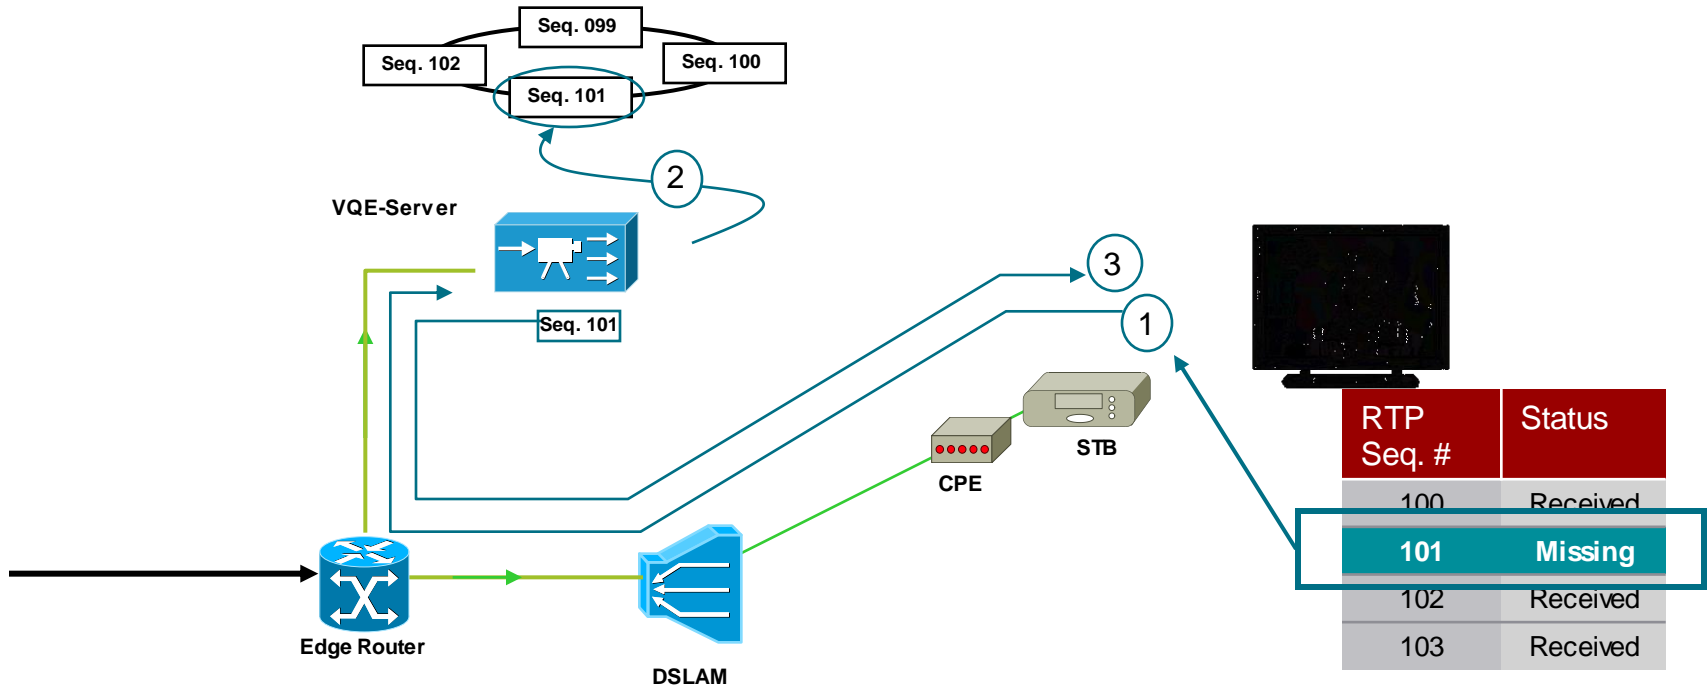 Seq. 099
Seq. 102
Seq. 100
Seq. 101
2
VQE-Server
3
Seq. 101
1
STB
CPE
RTP Seq. #
Status
100 Received
101 Missing
102 Received
103 Received
Edge Router
DSLAM